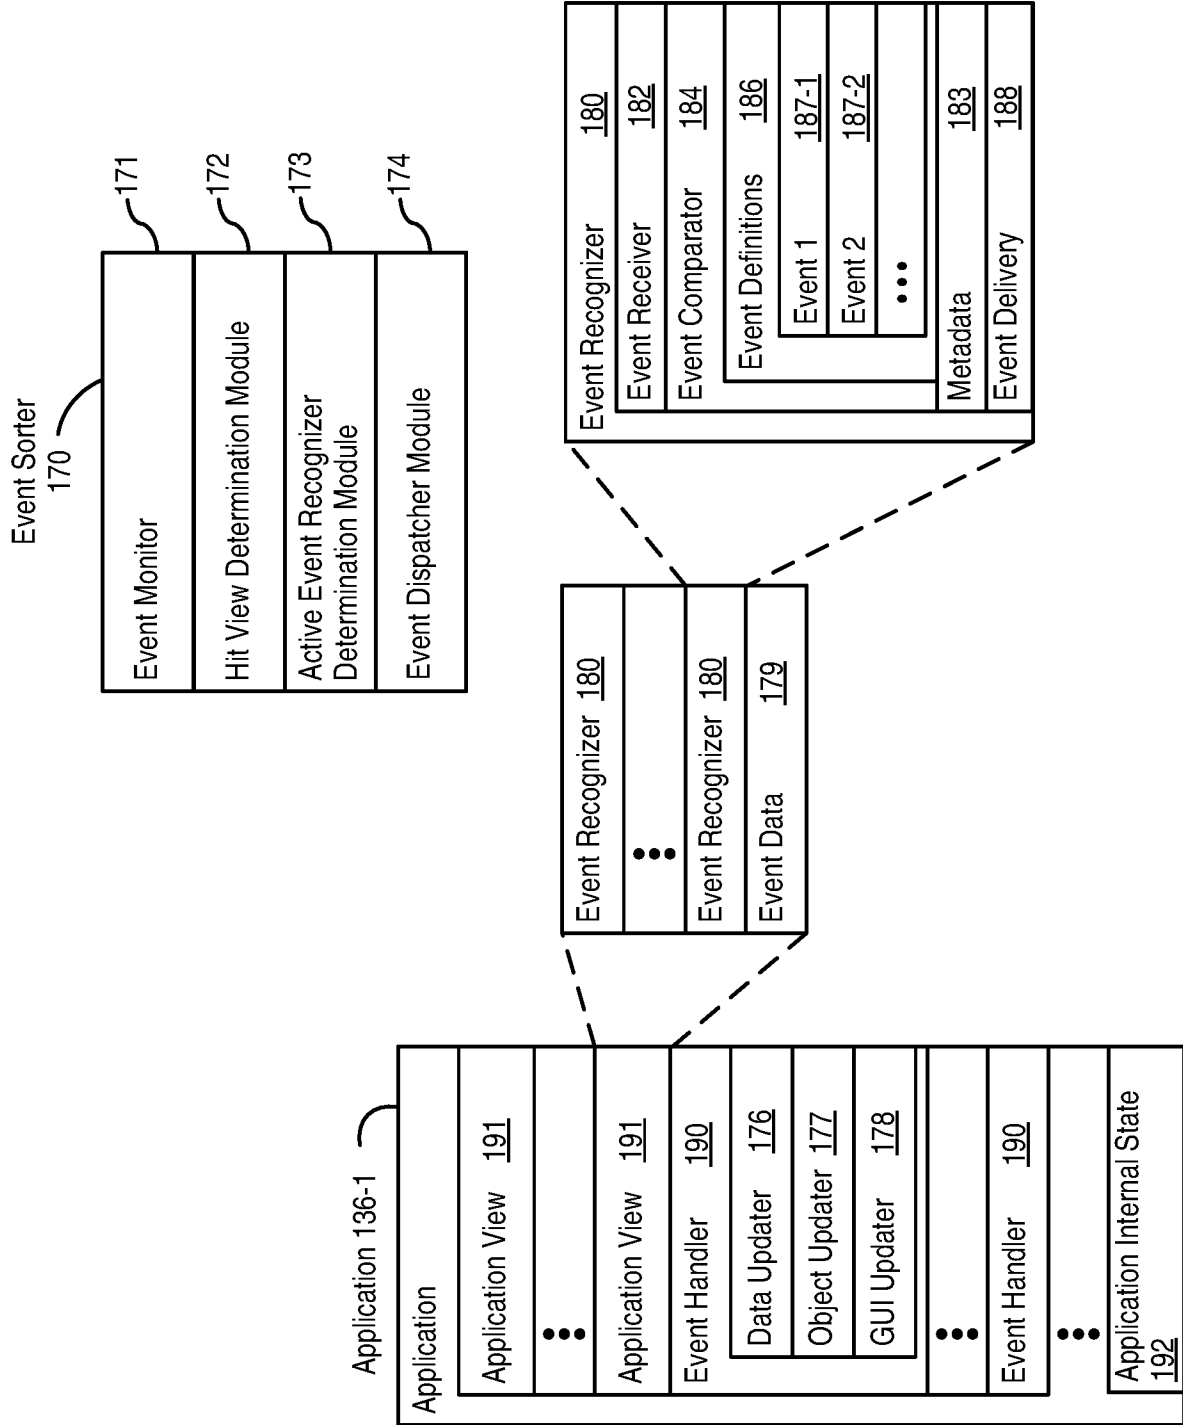 Event Sorter
170
Event Monitor
171
Hit View Determination Module
172
Active Event Recognizer
Determination Module
173
Event Dispatcher Module
174
Application 136-1
Application
Application View 191
•••
Application View 191
Event Handler 190
Data Updater 176
Object Updater 177
GUI Updater 178
•••
Event Handler 190
•••
Application Internal State
192
Event Recognizer 180
•••
Event Recognizer 180
Event Data 179
Event Recognizer 180
Event Receiver 182
Event Comparator 184
Event Definitions 186
Event 1 187-1
Event 2 187-2
•••
Metadata 183
Event Delivery 188